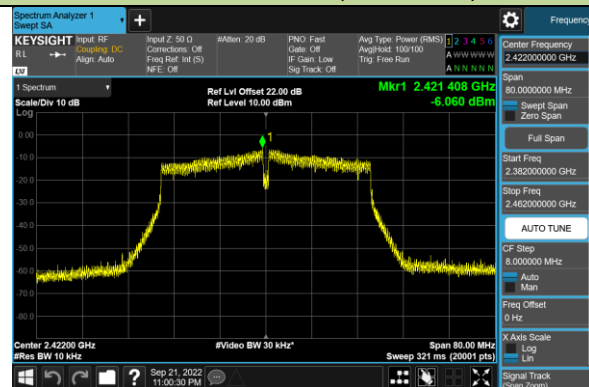 Spectrum Analyzer 1
Swept SA
+
Frequency
KEYSIGHT
RL
Input: RF
Coupling: DC
Align: Auto
Input Z: 50 Ω
Corrections: Off
Freq Ref: Int (S)
NFE: Off
#Atten: 20 dB
PNO: Fast
Gate: Off
IF Gain: Low
Sig Track: Off
Avg Type: Power (RMS)
Avg|Hold: 100/100
Trig: Free Run
1 2 3 4 5 6
A W W W W W
A N N N N N
LXI
1 Spectrum
Scale/Div 10 dB
Log
Ref Lvl Offset 22.00 dB
Ref Level 10.00 dBm
Mkr1 2.421 408 GHz
-6.060 dBm
1
0.00
-10.0
-20.0
-30.0
-40.0
-50.0
-60.0
-70.0
-80.0
Center 2.42200 GHz
#Res BW 10 kHz
#Video BW 30 kHz*
Span 80.00 MHz
Sweep 321 ms (20001 pts)
Center Frequency
2.422000000 GHz
Span
80.0000000 MHz
Swept Span
Zero Span
Full Span
Start Freq
2.382000000 GHz
Stop Freq
2.462000000 GHz
AUTO TUNE
CF Step
8.000000 MHz
Auto
Man
Freq Offset
0 Hz
X Axis Scale
Log
Lin
Signal Track
(Span Zoom)
?
Sep 21, 2022
11:00:30 PM